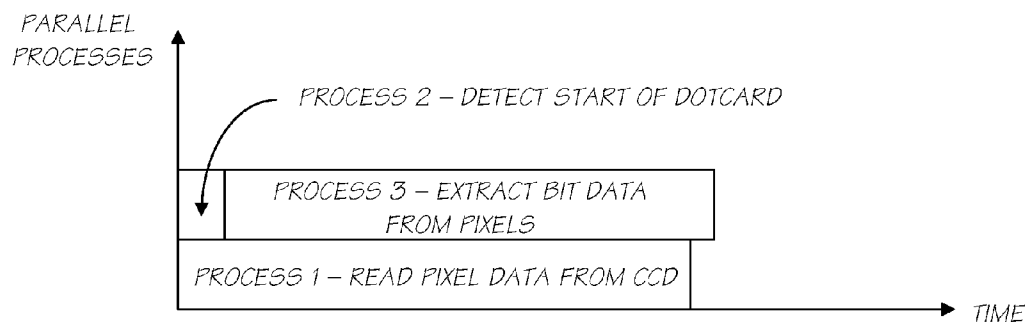 PARALLEL
PROCESSES
PROCESS 2 – DETECT START OF DOTCARD
PROCESS 3 – EXTRACT BIT DATA
FROM PIXELS
PROCESS 1 – READ PIXEL DATA FROM CCD
TIME